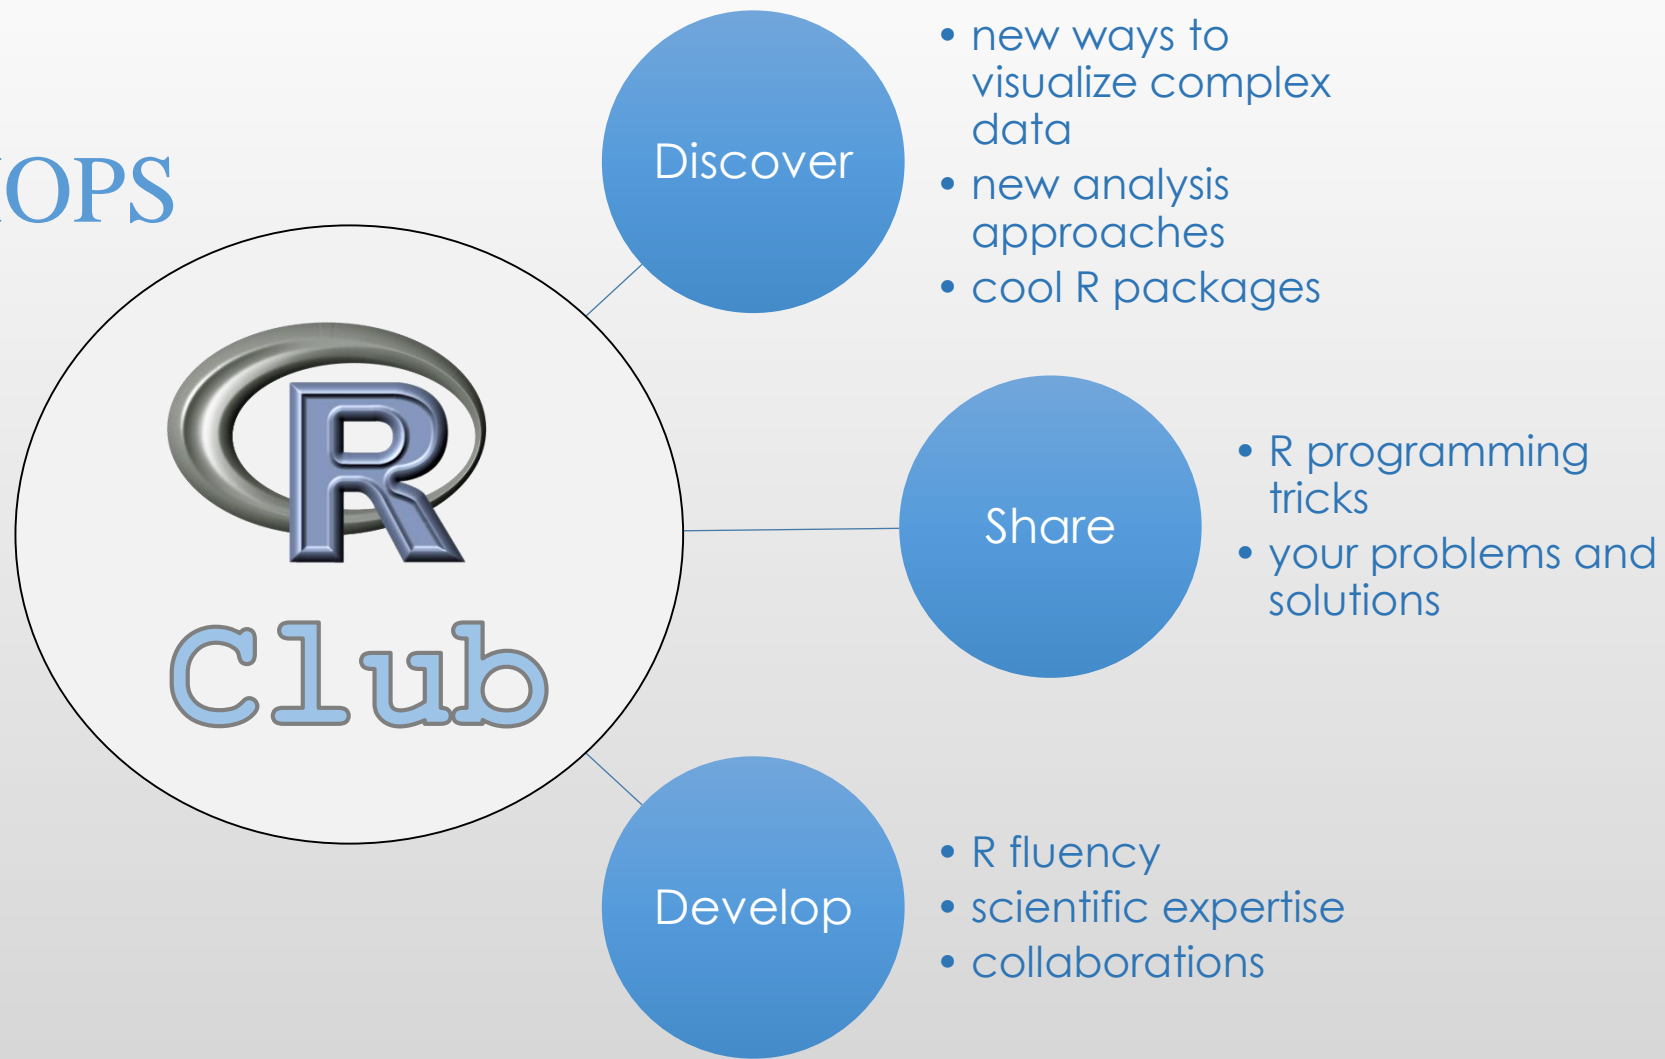 OPS
Discover
• new ways to
visualize complex
data
• new analysis
approaches
• cool R packages
R
Club
Share
• R programming
tricks
• your problems and
solutions
Develop
• R fluency
• scientific expertise
• collaborations